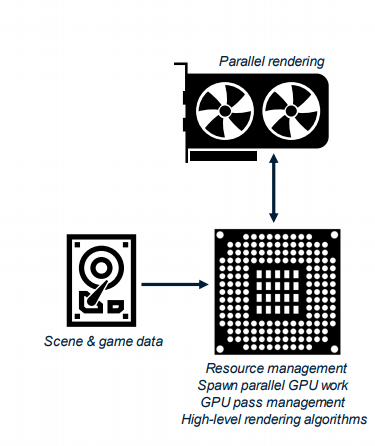 Parallel rendering
Scene & game data
Resource management
Spawn parallel GPU work
GPU pass management
High-level rendering algorithms